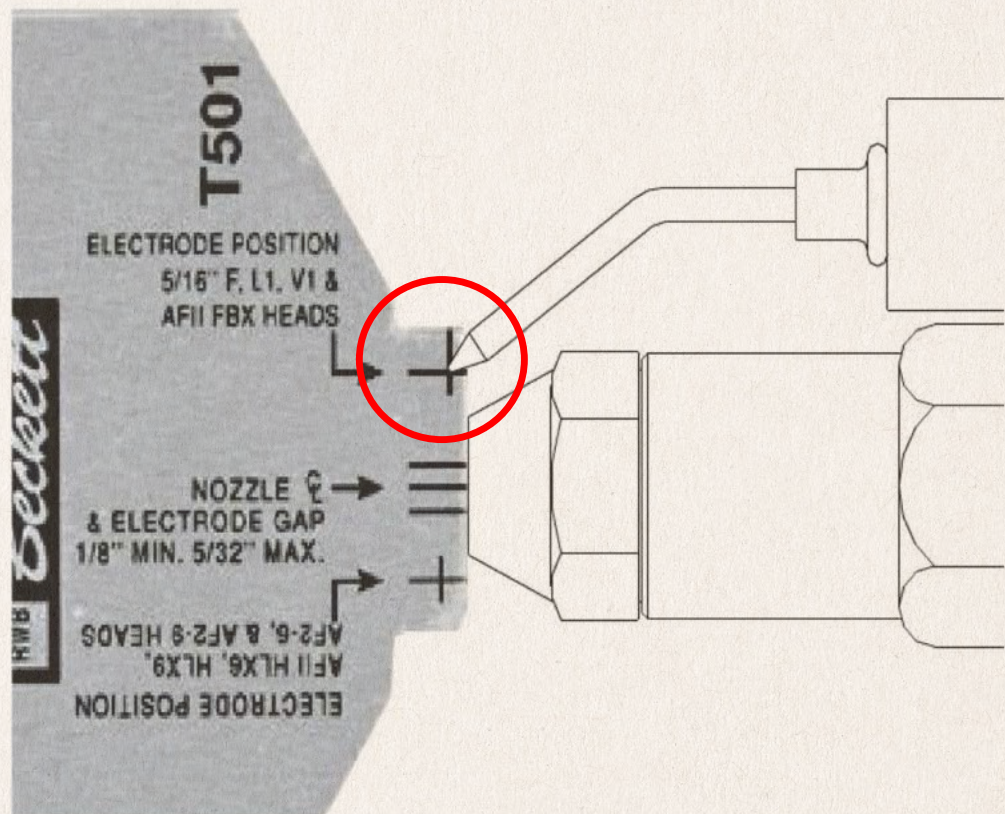 T501
ELECTRODE POSITION
5/16" F, L1, V1 &
AFII FBX HEADS
Beckett
NOZZLE ℄
& ELECTRODE GAP
1/8" MIN. 5/32" MAX.
RWB
ELECTRODE POSITION
AFII HLX6, HLX9,
AF2-6, & AF2-9 HEADS